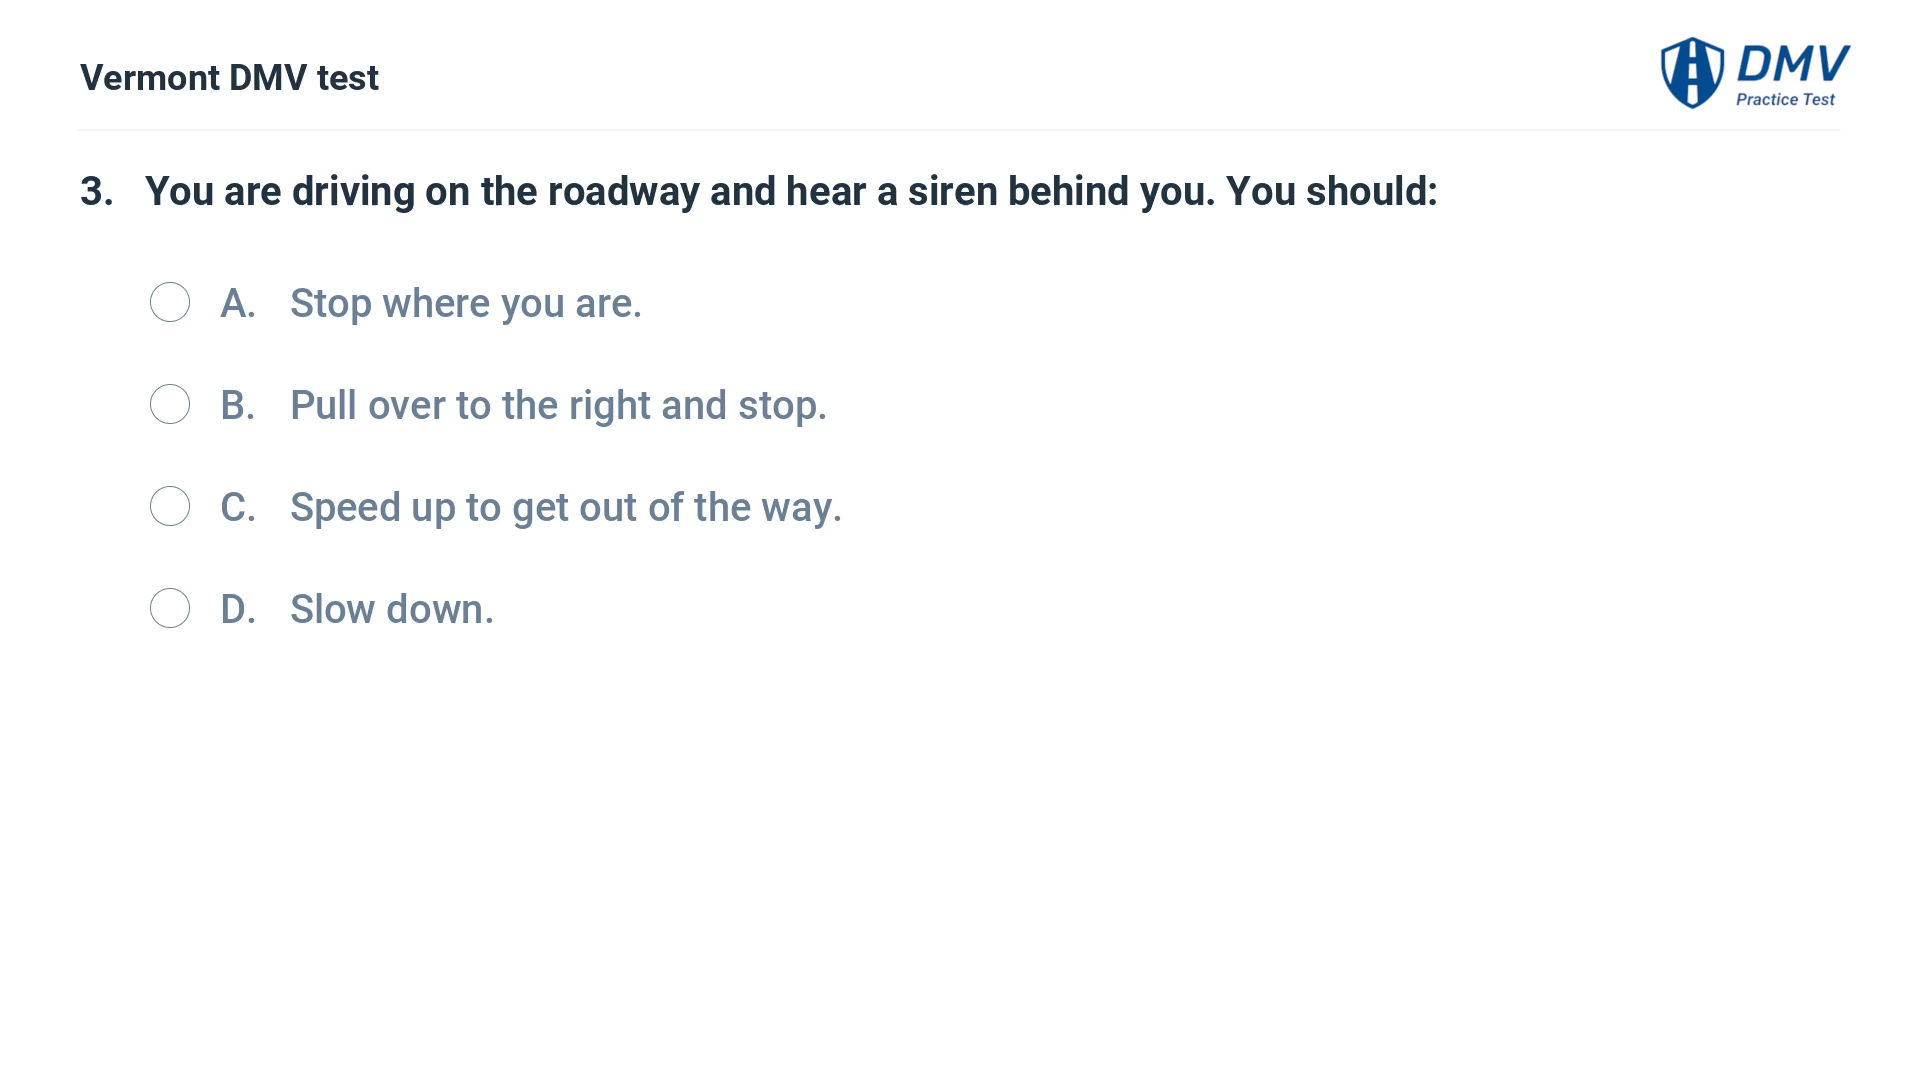 Vermont DMV test
DMV
Practice Test
3. You are driving on the roadway and hear a siren behind you. You should:
A. Stop where you are.
B. Pull over to the right and stop.
C. Speed up to get out of the way.
D. Slow down.